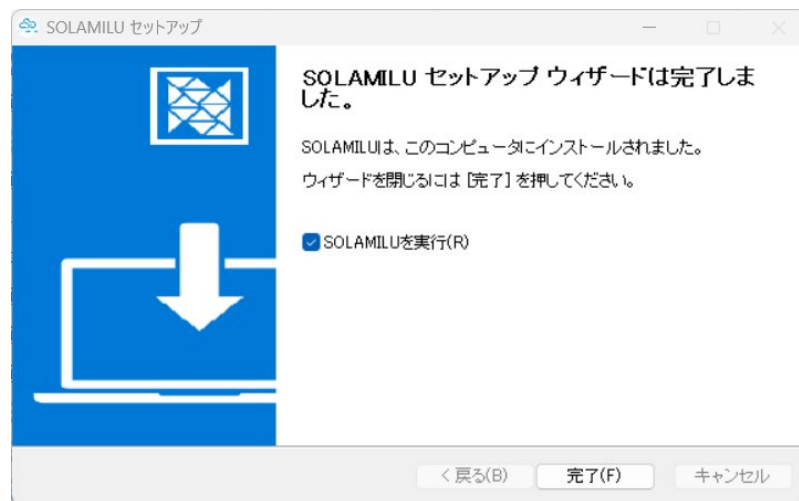 SOLAMILU セットアップ
SOLAMILU セットアップ ウィザードは完了しま
した。
SOLAMILUは、このコンピュータにインストールされました。
ウィザードを閉じるには [完了] を押してください。
SOLAMILUを実行(R)
< 戻る(B) 完了(F) キャンセル